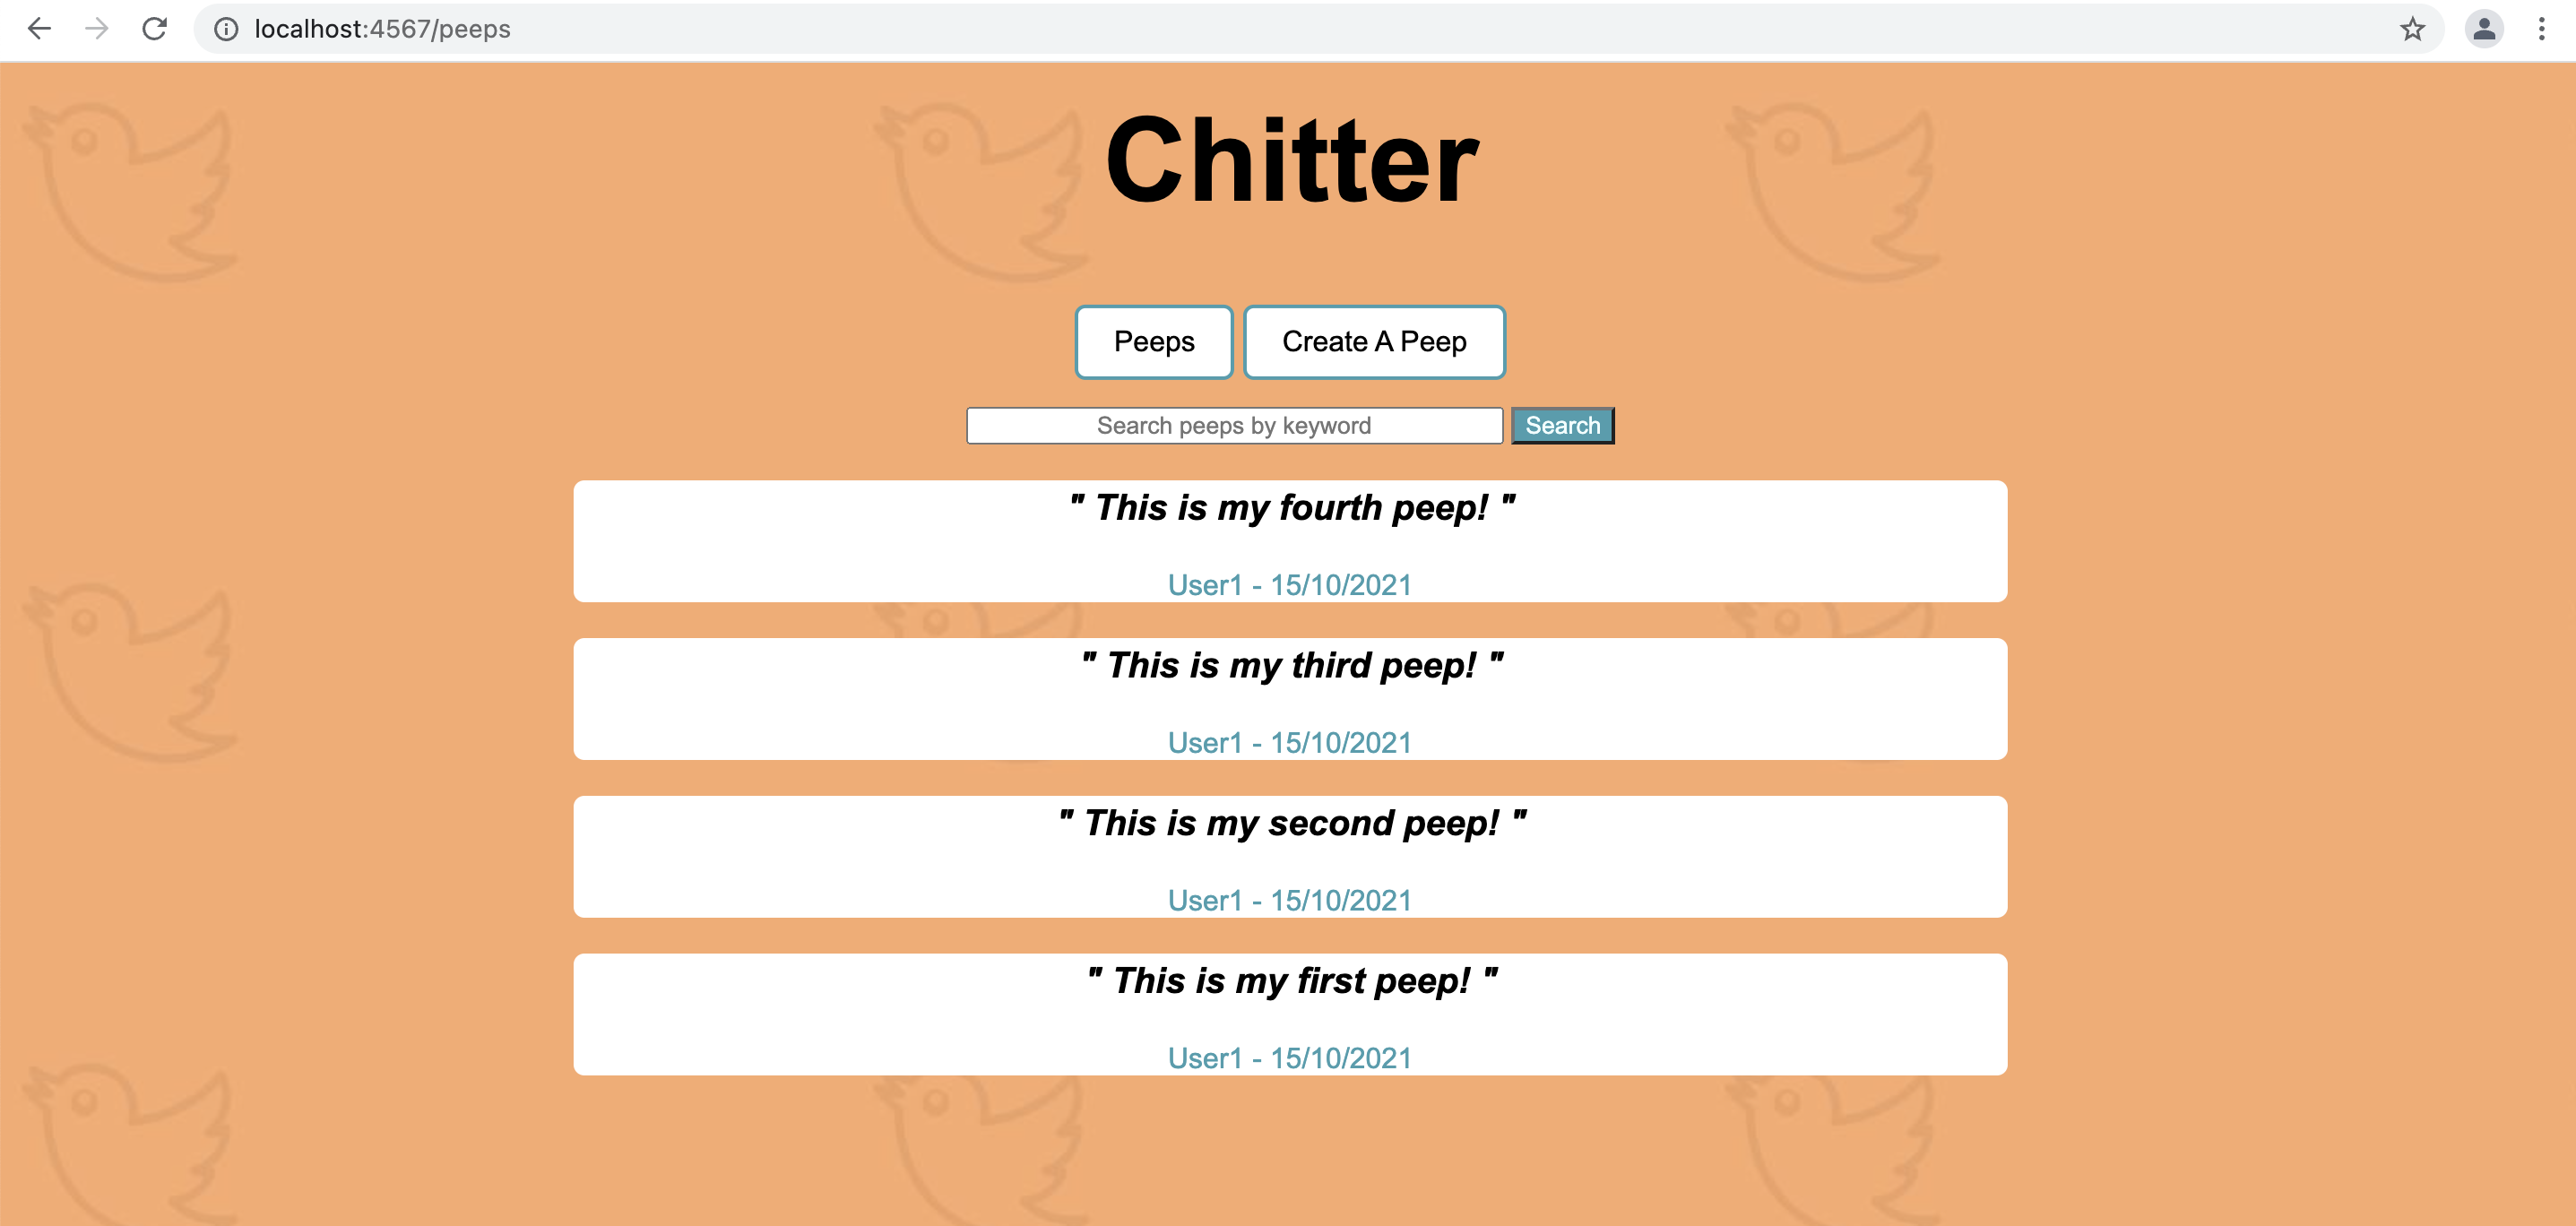 localhost:4567/peeps
Chitter
Peeps Create A Peep
Search peeps by keyword Search
" This is my fourth peep! "
User1 - 15/10/2021
" This is my third peep! "
User1 - 15/10/2021
" This is my second peep! "
User1 - 15/10/2021
" This is my first peep! "
User1 - 15/10/2021